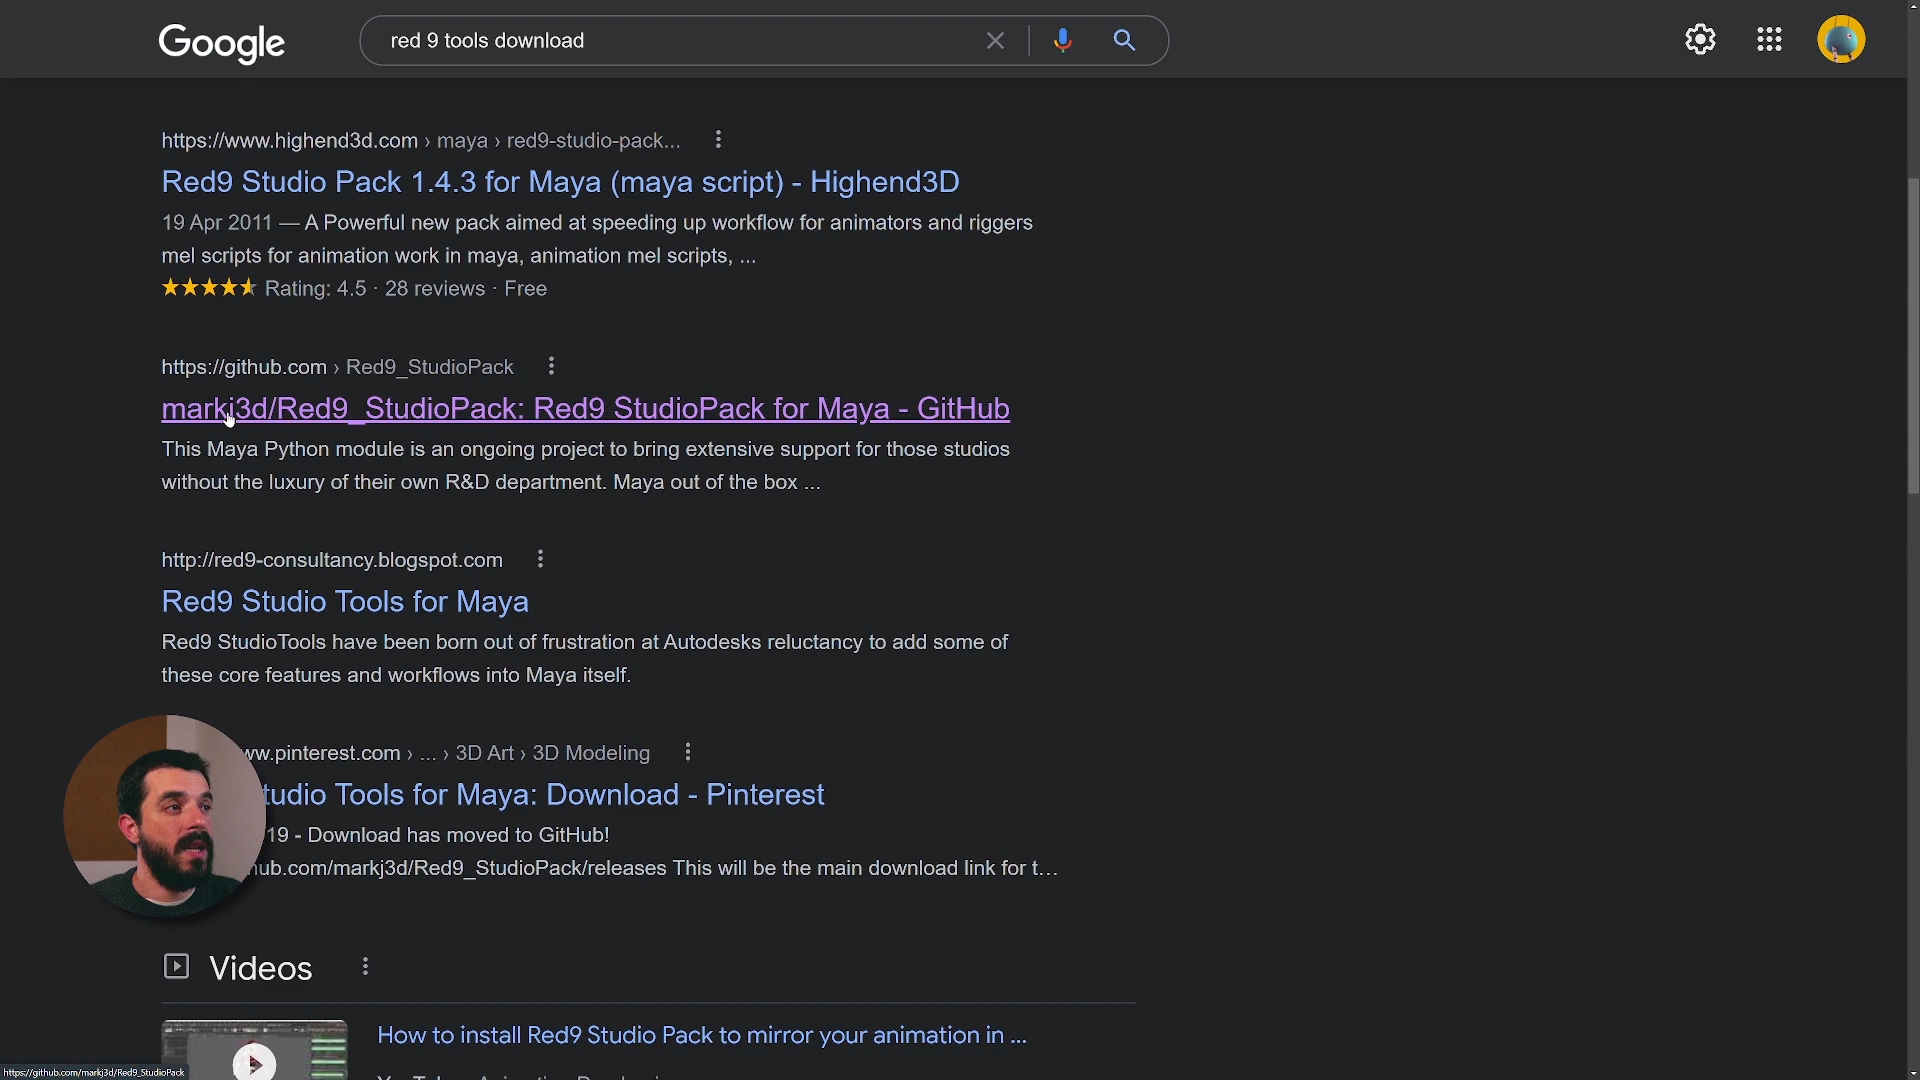 Google
red 9 tools download
https://www.highend3d.com › maya › red9-studio-pack...
Red9 Studio Pack 1.4.3 for Maya (maya script) - Highend3D
19 Apr 2011 — A Powerful new pack aimed at speeding up workflow for animators and riggers
mel scripts for animation work in maya, animation mel scripts, ...
Rating: 4.5 · 28 reviews · Free
https://github.com › Red9_StudioPack
markj3d/Red9_StudioPack: Red9 StudioPack for Maya - GitHub
This Maya Python module is an ongoing project to bring extensive support for those studios
without the luxury of their own R&D department. Maya out of the box ...
http://red9-consultancy.blogspot.com
Red9 Studio Tools for Maya
Red9 StudioTools have been born out of frustration at Autodesks reluctancy to add some of
these core features and workflows into Maya itself.
ww.pinterest.com › ... › 3D Art › 3D Modeling
tudio Tools for Maya: Download - Pinterest
19 - Download has moved to GitHub!
hub.com/markj3d/Red9_StudioPack/releases This will be the main download link for t...
Videos
How to install Red9 Studio Pack to mirror your animation in ...
https://github.com/markj3d/Red9_StudioPack